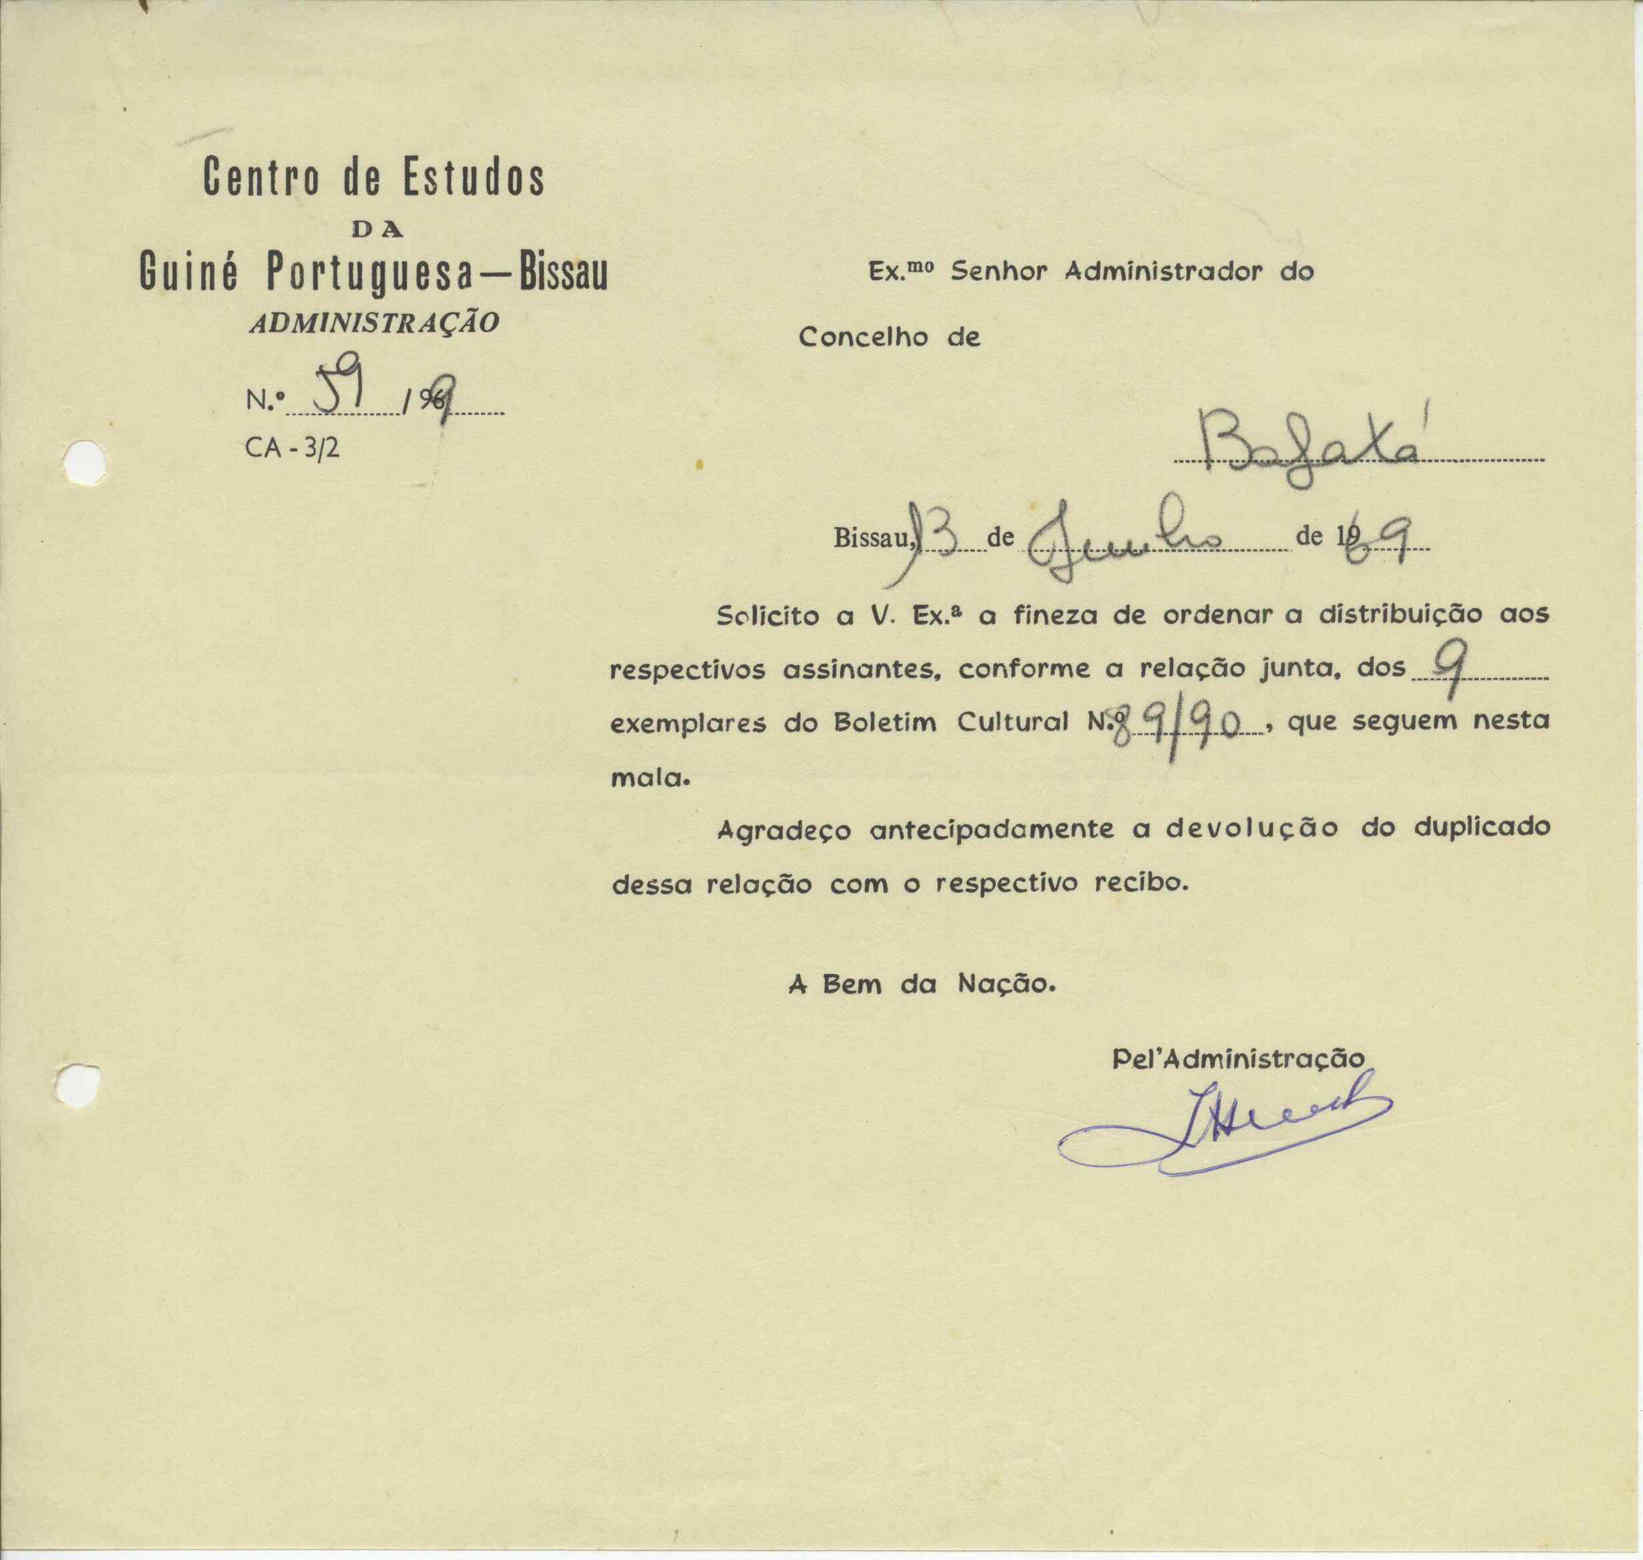 Centro de Estudos
DA
Guiné Portuguesa—Bissau
ADMINISTRAÇÃO
N.º 59 /969
CA - 3/2
Ex.mo Senhor Administrador do
Concelho de
Bafatá
Bissau, 13 de Junho de 1969
Solicito a V. Ex.ª a fineza de ordenar a distribuição aos
respectivos assinantes, conforme a relação junta, dos 9
exemplares do Boletim Cultural N.º 89/90, que seguem nesta
mala.
Agradeço antecipadamente a devolução do duplicado
dessa relação com o respectivo recibo.
A Bem da Nação.
Pel'Administração